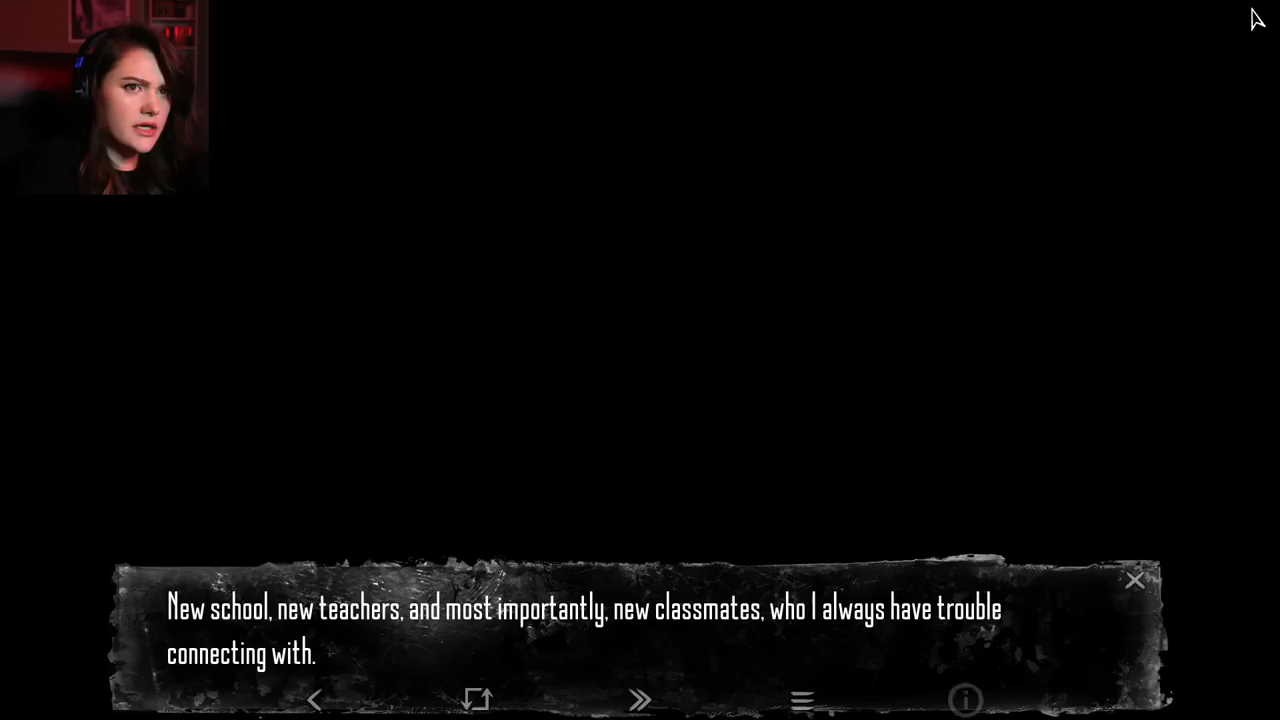 New school, new teachers, and most importantly, new classmates, who I always have trouble
connecting with.